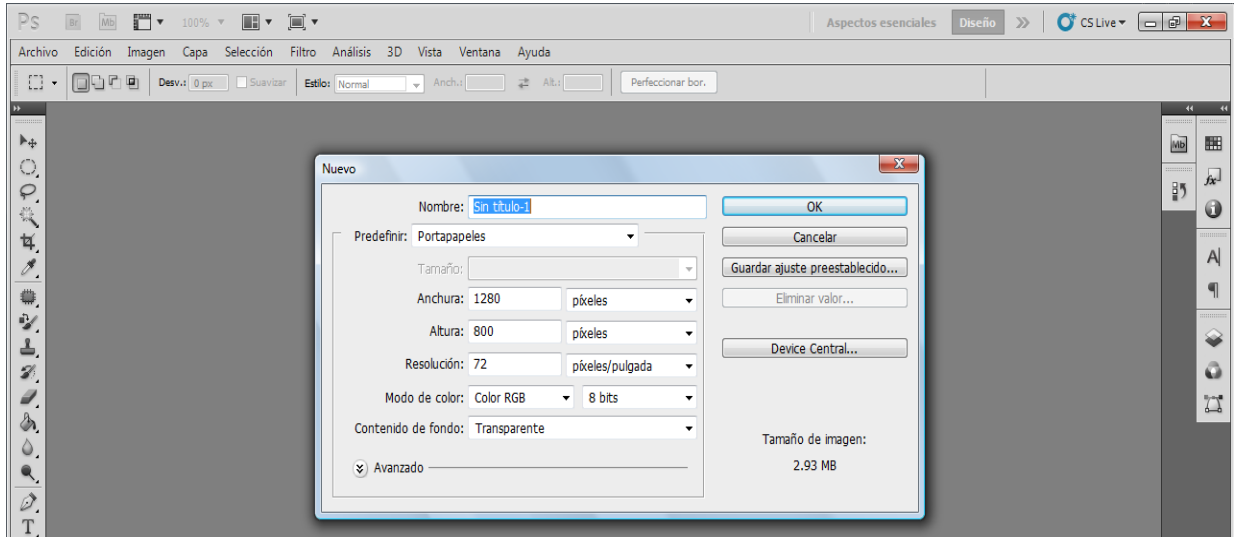 Ps Br Mb 100% Aspectos esenciales Diseño CS Live
Archivo Edición Imagen Capa Selección Filtro Análisis 3D Vista Ventana Ayuda
Desv.: 0 px Suavizar Estilo: Normal Anch.: Alt.: Perfeccionar bor.
Mb
Nuevo
Nombre: Sin título-1 OK
Predefinir: Portapapeles Cancelar
Tamaño: Guardar ajuste preestablecido...
Anchura: 1280 píxeles Eliminar valor...
Altura: 800 píxeles
Device Central...
Resolución: 72 píxeles/pulgada
Modo de color: Color RGB 8 bits
Contenido de fondo: Transparente
Tamaño de imagen:
Avanzado 2.93 MB